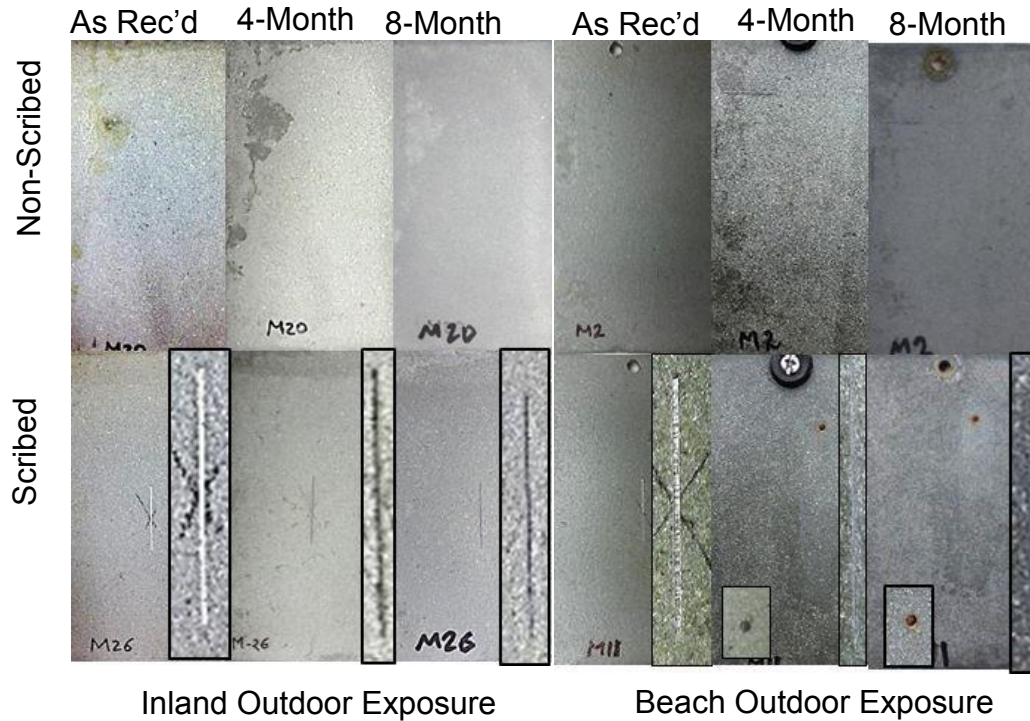 As Rec’d 4-Month 8-Month As Rec’d 4-Month 8-Month
Non-Scribed
M20 M20 M2 M2 M2
Scribed
M26 M-26 M26 M11
Inland Outdoor Exposure Beach Outdoor Exposure